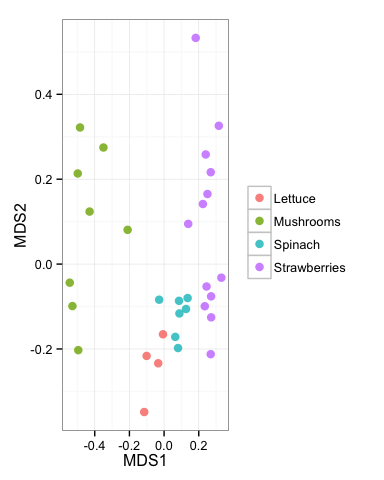 0.4
0.2
0.0
-0.2
MDS2
-0.4 -0.2 0.0 0.2
MDS1
Lettuce
Mushrooms
Spinach
Strawberries